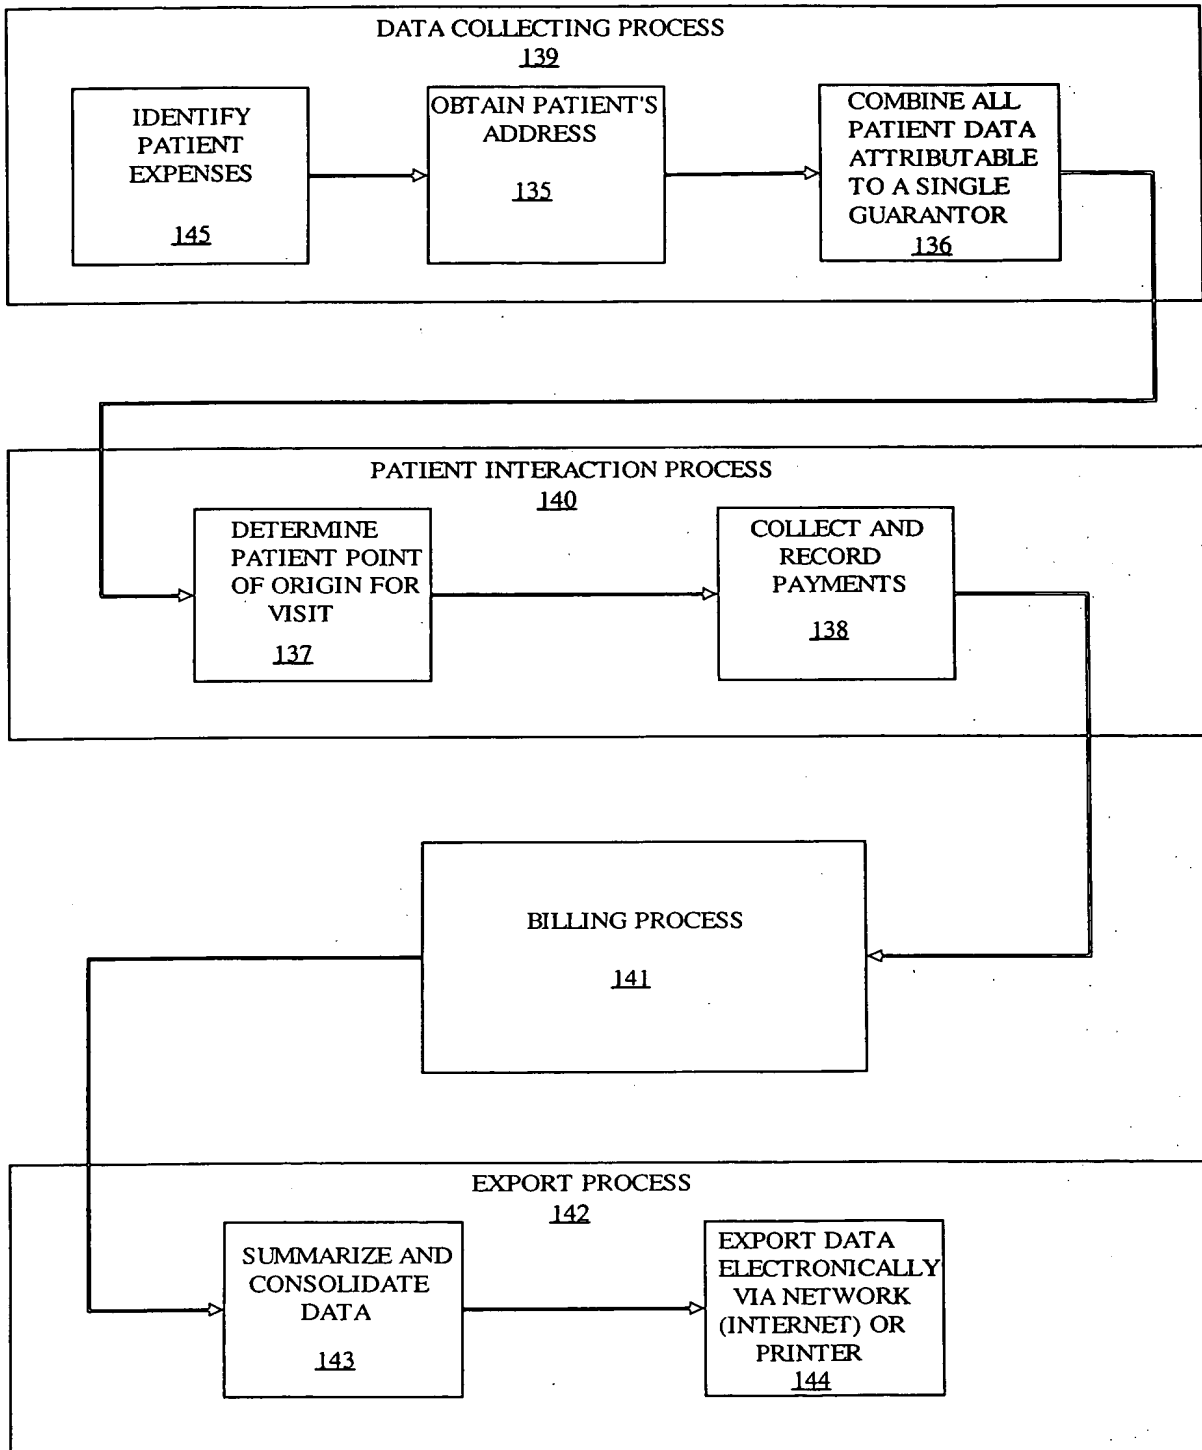 DATA COLLECTING PROCESS
139
IDENTIFY
PATIENT
EXPENSES
145
OBTAIN PATIENT'S
ADDRESS
135
COMBINE ALL
PATIENT DATA
ATTRIBUTABLE
TO A SINGLE
GUARANTOR
136
PATIENT INTERACTION PROCESS
140
DETERMINE
PATIENT POINT
OF ORIGIN FOR
VISIT
137
COLLECT AND
RECORD
PAYMENTS
138
BILLING PROCESS
141
EXPORT PROCESS
142
SUMMARIZE AND
CONSOLIDATE
DATA
143
EXPORT DATA
ELECTRONICALLY
VIA NETWORK
(INTERNET) OR
PRINTER
144